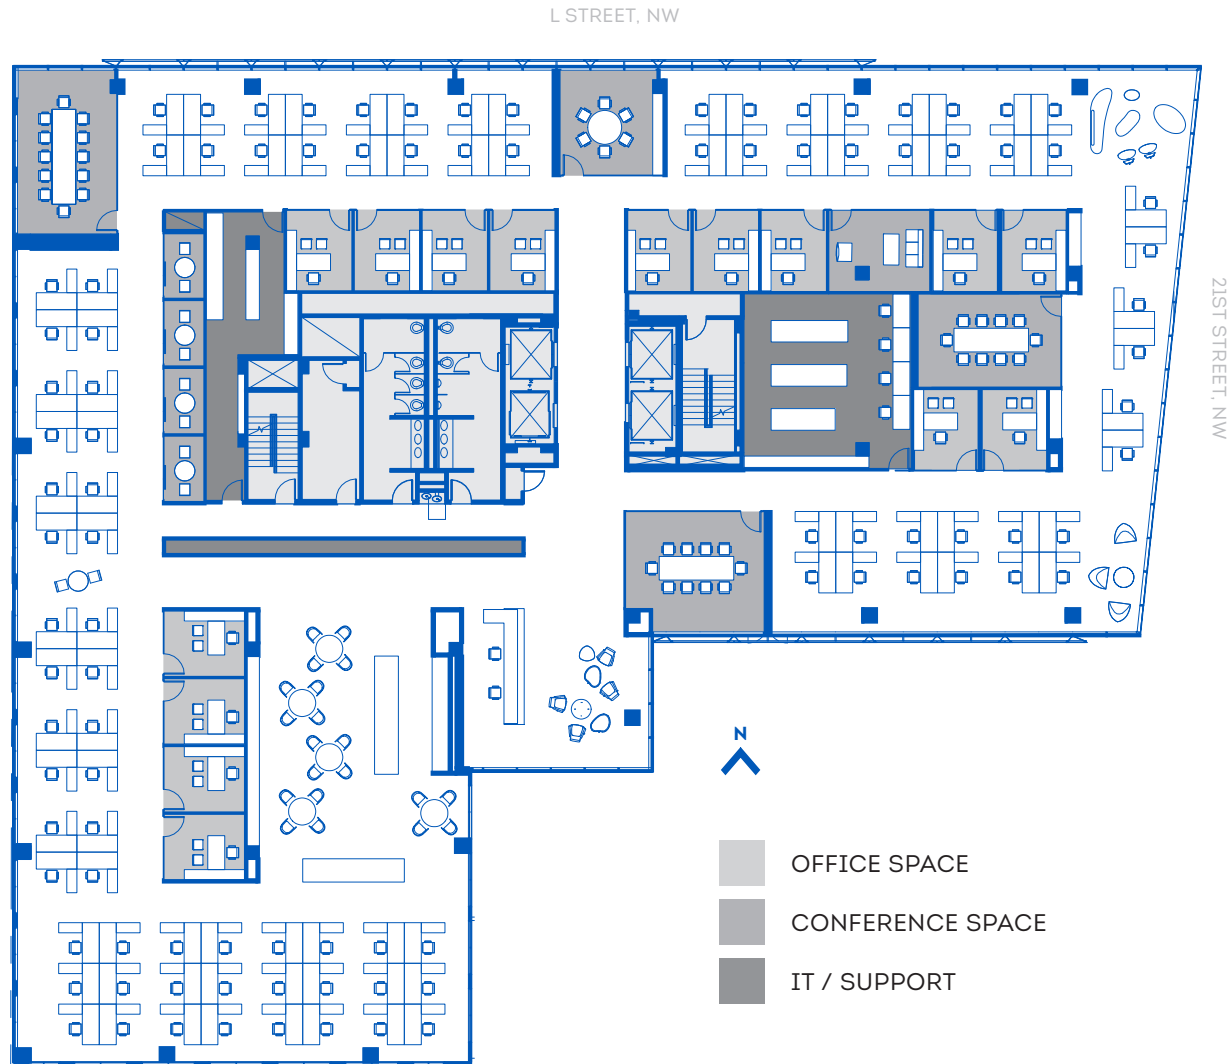 L STREET, NW
21ST STREET, NW
N
OFFICE SPACE
CONFERENCE SPACE
IT / SUPPORT